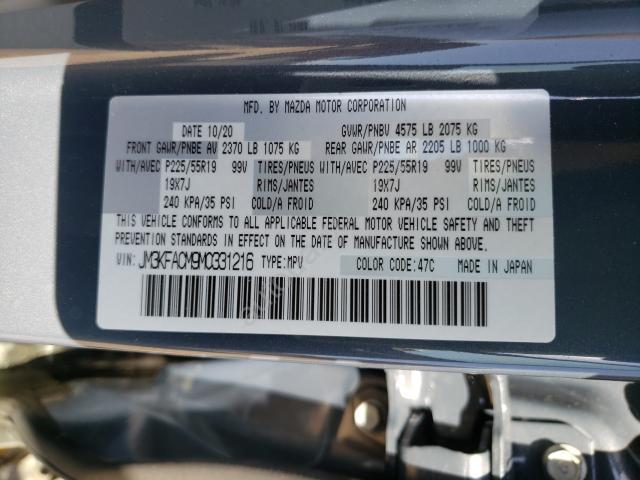 MFD. BY MAZDA MOTOR CORPORATION
DATE 10/20 GVWR/PNBV 4575 LB 2075 KG
FRONT GAWR/PNBE AV 2370 LB 1075 KG REAR GAWR/PNBE AR 2205 LB 1000 KG
WITH/AVEC P225/55R19 99V TIRES/PNEUS WITH/AVEC P225/55R19 99V TIRES/PNEUS
19X7J RIMS/JANTES 19X7J RIMS/JANTES
240 KPA/35 PSI COLD/A FROID 240 KPA/35 PSI COLD/A FROID
THIS VEHICLE CONFORMS TO ALL APPLICABLE FEDERAL MOTOR VEHICLE SAFETY AND THEFT
PREVENTION STANDARDS IN EFFECT ON THE DATE OF MANUFACTURE SHOWN ABOVE.
VIN: JM3KFACM9M0331216 TYPE: MPV COLOR CODE: 47C MADE IN JAPAN